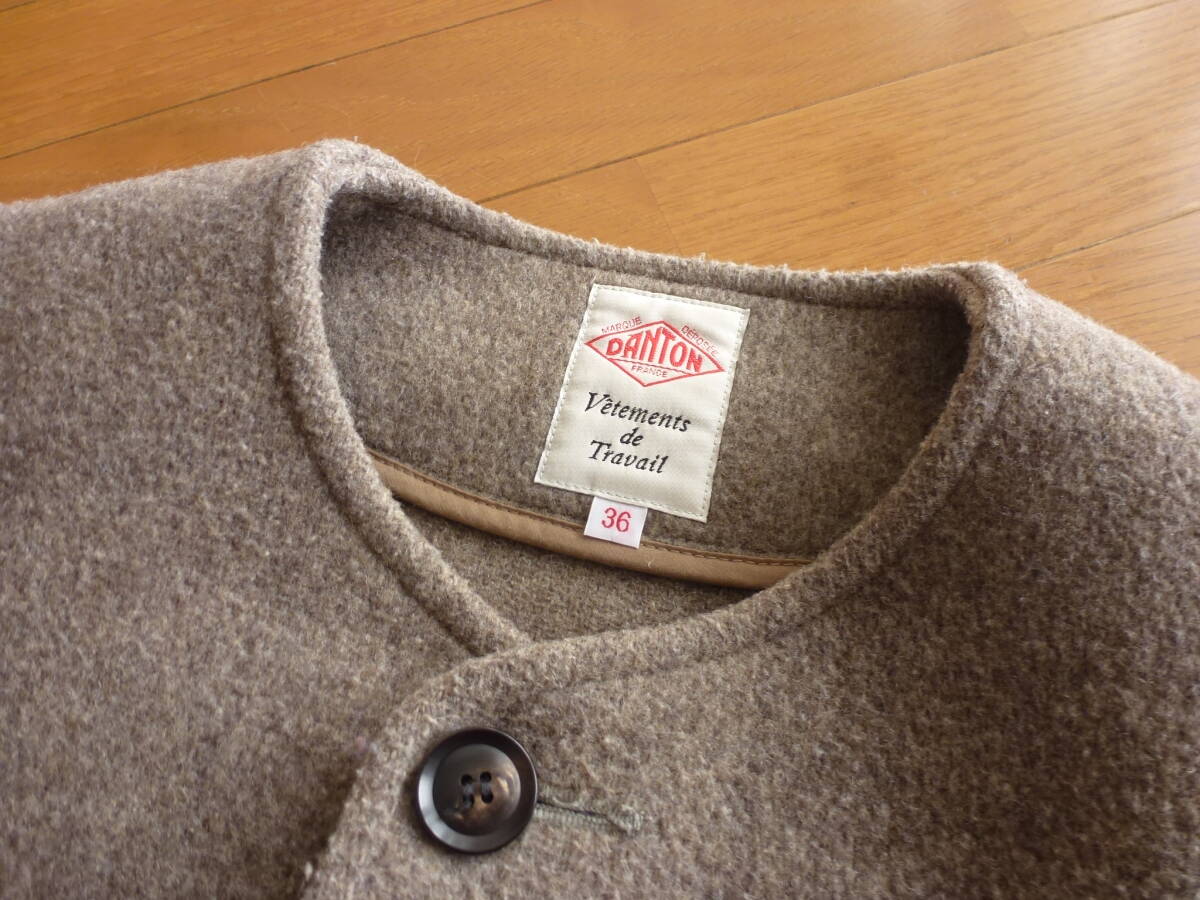 MARQUE DÉPOSÉE
DANTON
FRANCE
Vêtements
de
Travail
36